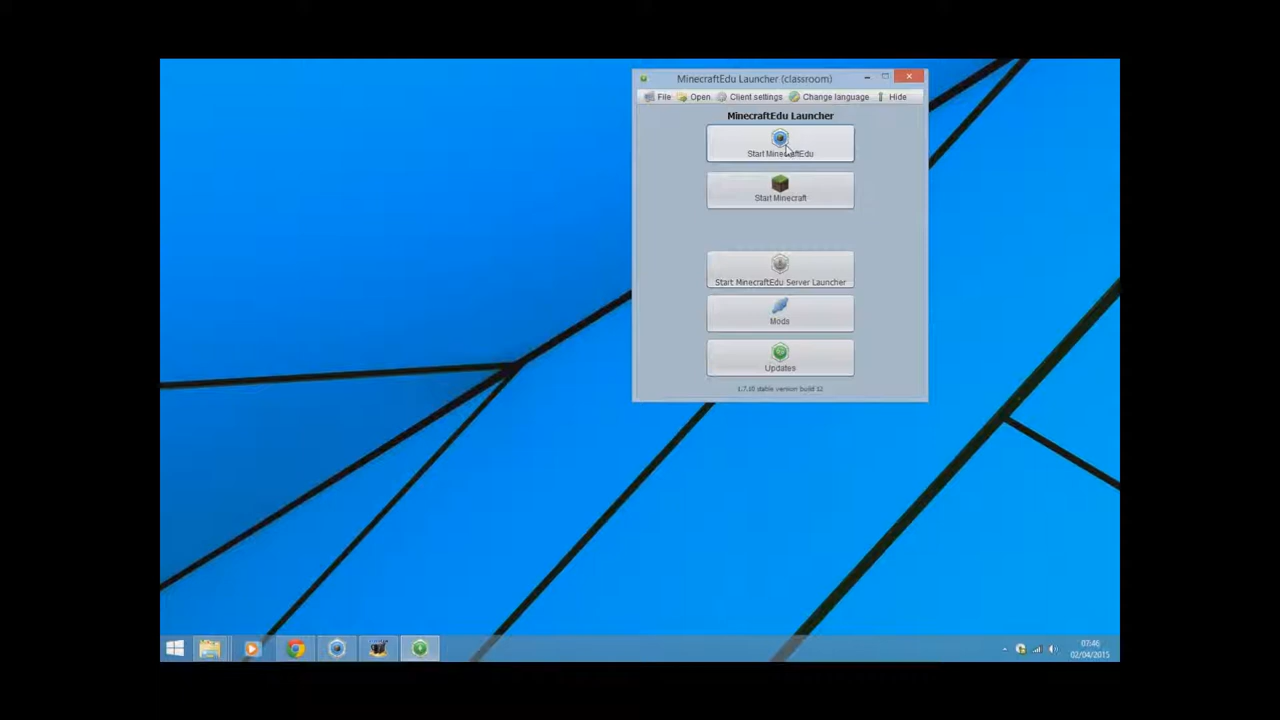 MinecraftEdu Launcher (classroom)
File Open Client settings Change language Hide
MinecraftEdu Launcher
Start MinecraftEdu
Start Minecraft
Start MinecraftEdu Server Launcher
Mods
Updates
1.7.10 stable version build 12
07:46
02/04/2015